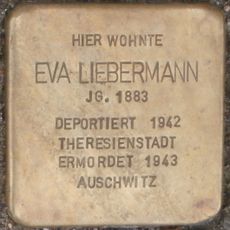 HIER WOHNTE
EVA LIEBERMANN
JG. 1883
DEPORTIERT 1942
THERESIENSTADT
ERMORDET 1943
AUSCHWITZ